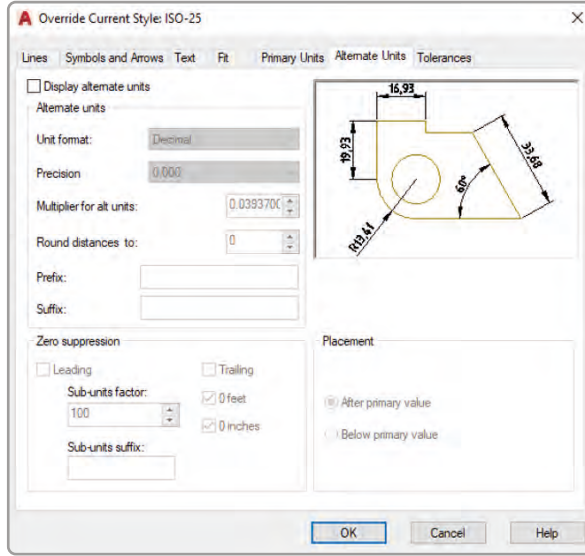 Override Current Style: ISO-25
Lines Symbols and Arrows Text Fit Primary Units Alternate Units Tolerances
Display alternate units
Alternate units
Unit format: Decimal
Precision 0.000
Multiplier for alt units: 0.039370(
Round distances to: 0
Prefix:
Suffix:
16,93
19,93
33,68
60°
R13,41
Zero suppression
Leading Trailing
Sub-units factor: 0 feet
100 0 inches
Sub-units suffix:
Placement
After primary value
Below primary value
OK Cancel Help